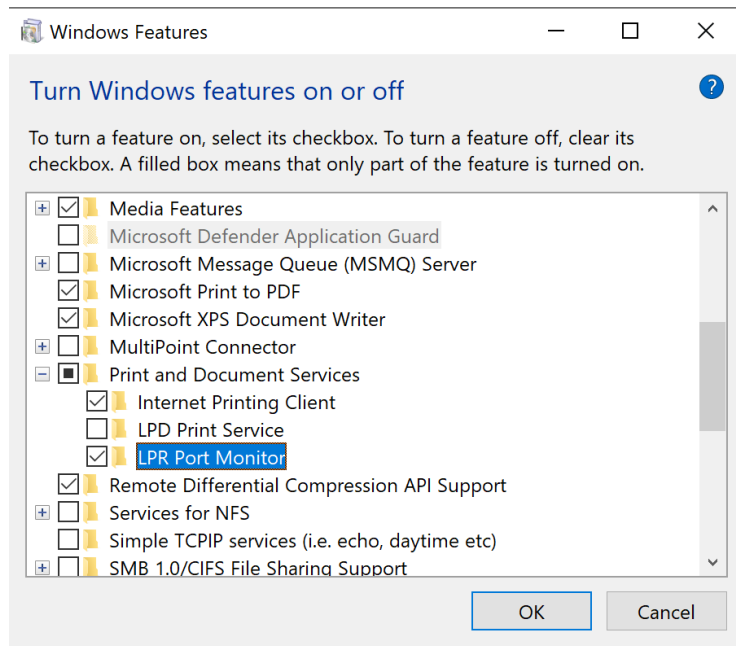 Windows Features
Turn Windows features on or off
?
To turn a feature on, select its checkbox. To turn a feature off, clear its
checkbox. A filled box means that only part of the feature is turned on.
Media Features
Microsoft Defender Application Guard
Microsoft Message Queue (MSMQ) Server
Microsoft Print to PDF
Microsoft XPS Document Writer
MultiPoint Connector
Print and Document Services
Internet Printing Client
LPD Print Service
LPR Port Monitor
Remote Differential Compression API Support
Services for NFS
Simple TCPIP services (i.e. echo, daytime etc)
SMB 1.0/CIFS File Sharing Support
OK
Cancel